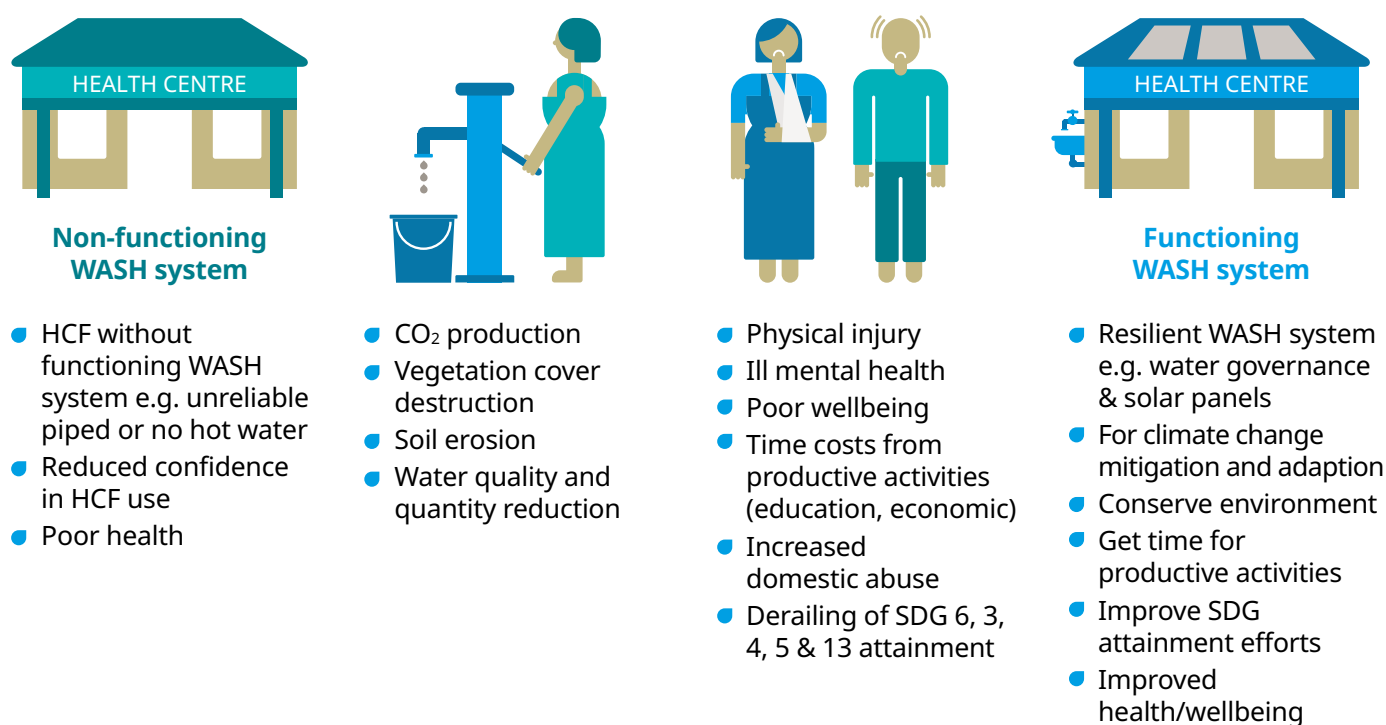 HEALTH CENTRE
Non-functioning
WASH system
HCF without
functioning WASH
system e.g. unreliable
piped or no hot water
Reduced confidence
in HCF use
Poor health
CO₂ production
Vegetation cover
destruction
Soil erosion
Water quality and
quantity reduction
Physical injury
Ill mental health
Poor wellbeing
Time costs from
productive activities
(education, economic)
Increased
domestic abuse
Derailing of SDG 6, 3,
4, 5 & 13 attainment
HEALTH CENTRE
Functioning
WASH system
Resilient WASH system
e.g. water governance
& solar panels
For climate change
mitigation and adaption
Conserve environment
Get time for
productive activities
Improve SDG
attainment efforts
Improved
health/wellbeing